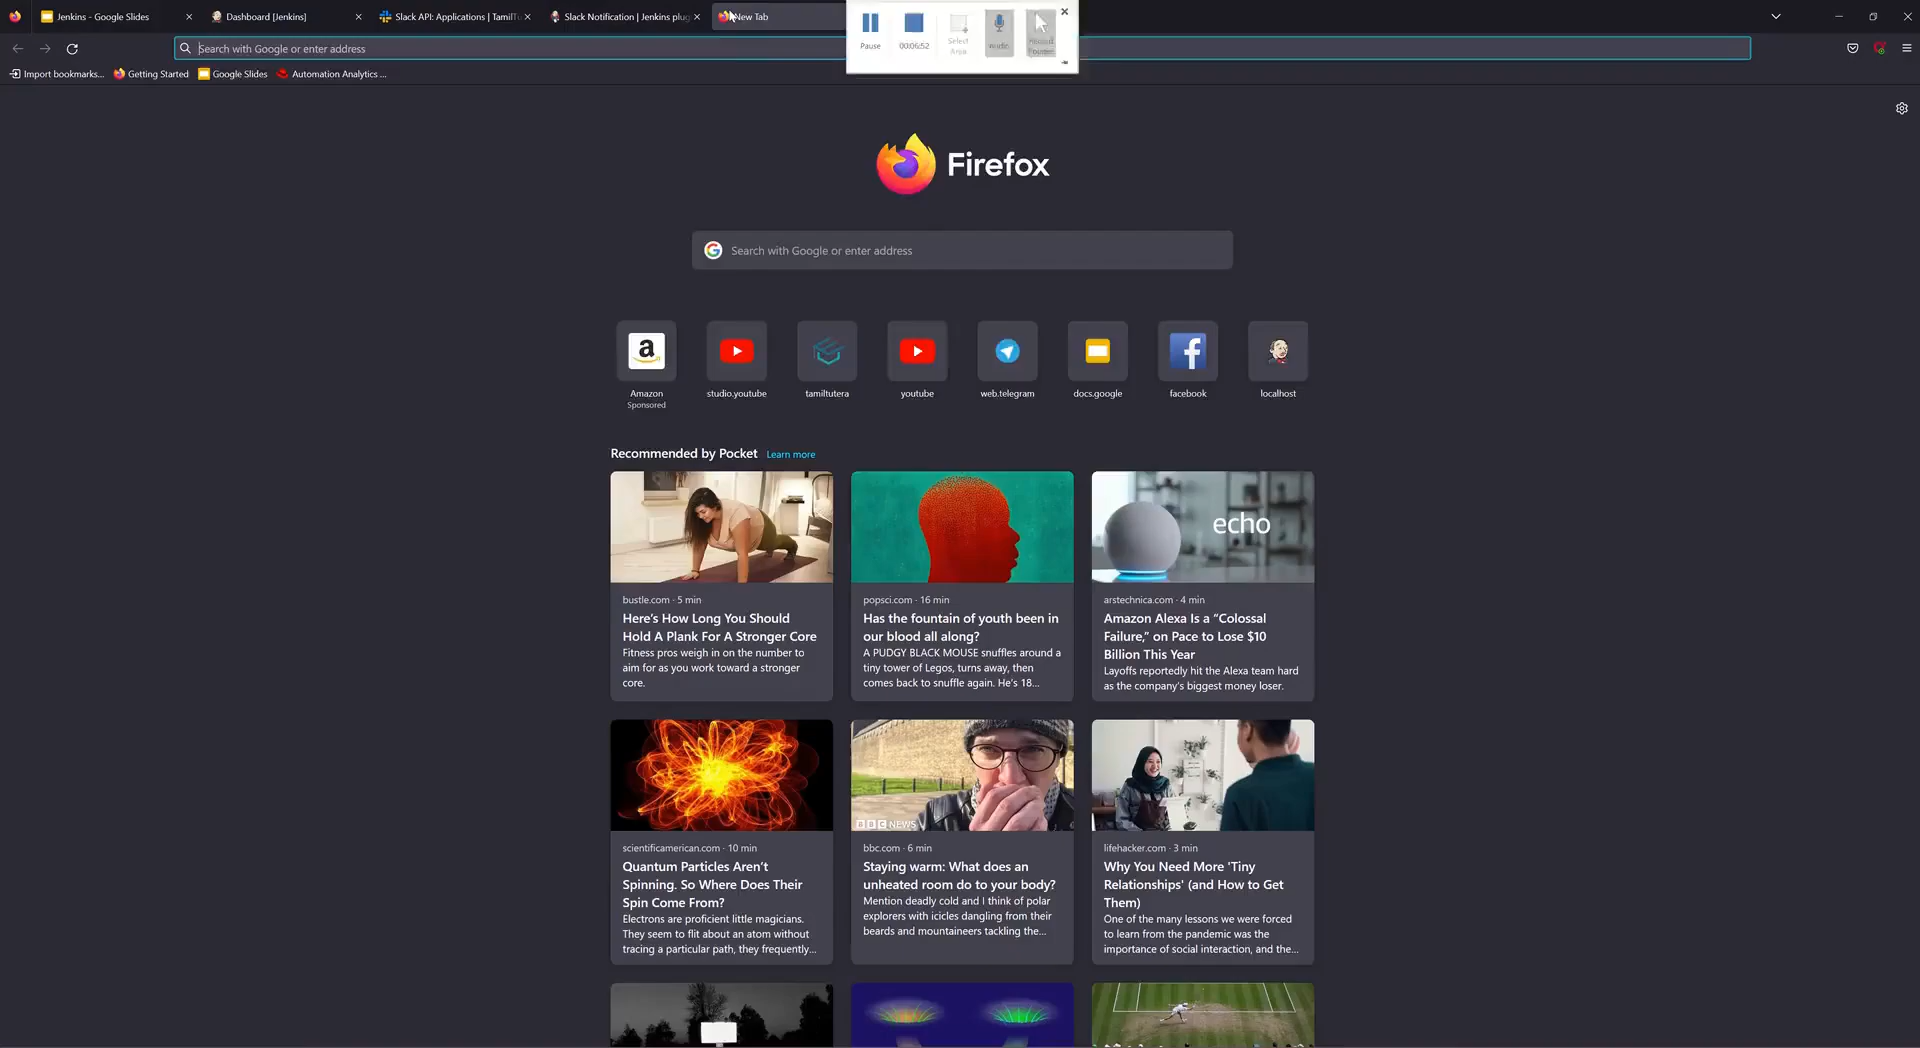 Jenkins - Google Slides
Dashboard [Jenkins]
Slack API: Applications | TamilTu
Slack Notification | Jenkins plug
New Tab
Pause
00:06:52
Select Area
Audio
Record Pointer
Search with Google or enter address
Import bookmarks...
Getting Started
Google Slides
Automation Analytics ...
Firefox
Search with Google or enter address
Amazon
Sponsored
studio.youtube
tamiltutera
youtube
web.telegram
docs.google
facebook
localhost
Recommended by Pocket
Learn more
bustle.com · 5 min
Here's How Long You Should
Hold A Plank For A Stronger Core
Fitness pros weigh in on the number to
aim for as you work toward a stronger
core.
popsci.com · 16 min
Has the fountain of youth been in
our blood all along?
A PUDGY BLACK MOUSE snuffles around a
tiny tower of Legos, turns away, then
comes back to snuffle again. He's 18...
echo
arstechnica.com · 4 min
Amazon Alexa Is a “Colossal
Failure,” on Pace to Lose $10
Billion This Year
Layoffs reportedly hit the Alexa team hard
as the company's biggest money loser.
scientificamerican.com · 10 min
Quantum Particles Aren't
Spinning. So Where Does Their
Spin Come From?
Electrons are proficient little magicians.
They seem to flit about an atom without
tracing a particular path, they frequently...
BBC NEWS
bbc.com · 6 min
Staying warm: What does an
unheated room do to your body?
Mention deadly cold and I think of polar
explorers with icicles dangling from their
beards and mountaineers tackling the...
lifehacker.com · 3 min
Why You Need More 'Tiny
Relationships' (and How to Get
Them)
One of the many lessons we were forced
to learn from the pandemic was the
importance of social interaction, and the...